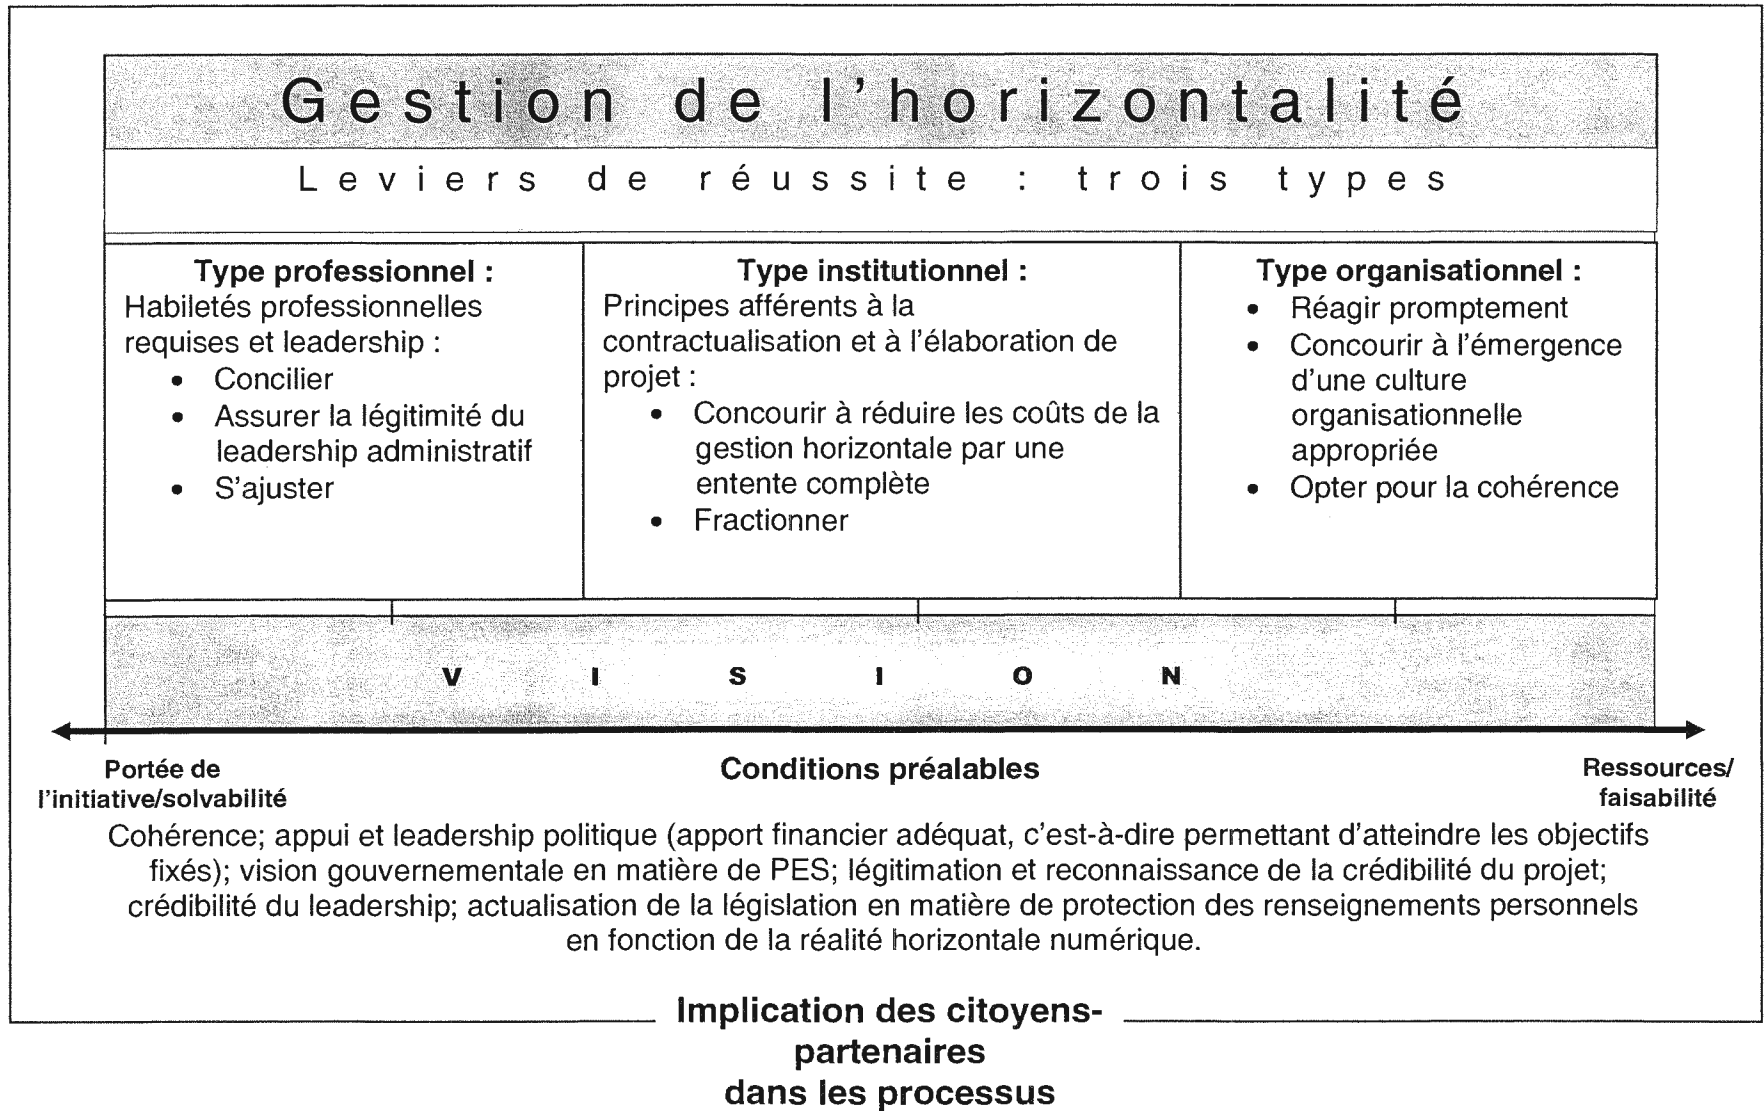 Gestion de l'horizontalité
Leviers de réussite : trois types
Type professionnel :
Habiletés professionnelles
requises et leadership :
• Concilier
• Assurer la légitimité du
leadership administratif
• S'ajuster
Type institutionnel :
Principes afférents à la
contractualisation et à l'élaboration de
projet :
• Concourir à réduire les coûts de la
gestion horizontale par une
entente complète
• Fractionner
Type organisationnel :
• Réagir promptement
• Concourir à l'émergence
d'une culture
organisationnelle
appropriée
• Opter pour la cohérence
VISION
Portée de
l'initiative/solvabilité
Conditions préalables
Ressources/
faisabilité
Cohérence; appui et leadership politique (apport financier adéquat, c'est-à-dire permettant d'atteindre les objectifs
fixés); vision gouvernementale en matière de PES; légitimation et reconnaissance de la crédibilité du projet;
crédibilité du leadership; actualisation de la législation en matière de protection des renseignements personnels
en fonction de la réalité horizontale numérique.
Implication des citoyens-
partenaires
dans les processus